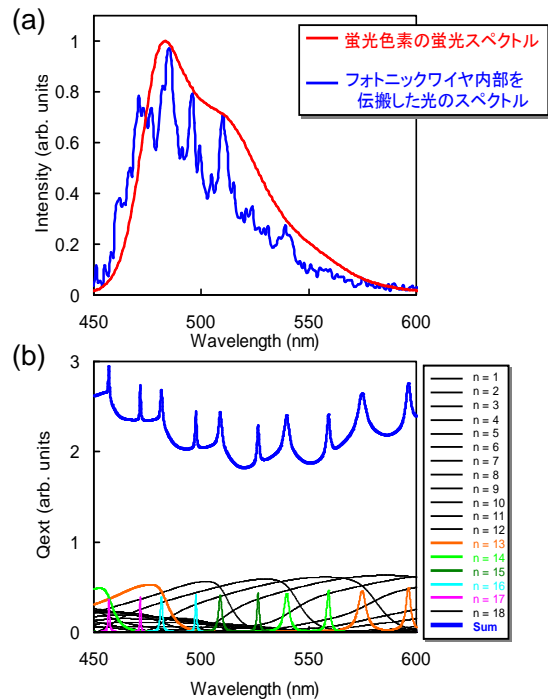 (a)
蛍光色素の蛍光スペクトル
フォトニックワイヤ内部を
伝搬した光のスペクトル
Intensity (arb. units)
1
0.8
0.6
0.4
0.2
0
450
500
550
600
Wavelength (nm)
(b)
Qext (arb. units)
3
2
1
0
450
500
550
600
Wavelength (nm)
n = 1
n = 2
n = 3
n = 4
n = 5
n = 6
n = 7
n = 8
n = 9
n = 10
n = 11
n = 12
n = 13
n = 14
n = 15
n = 16
n = 17
n = 18
Sum